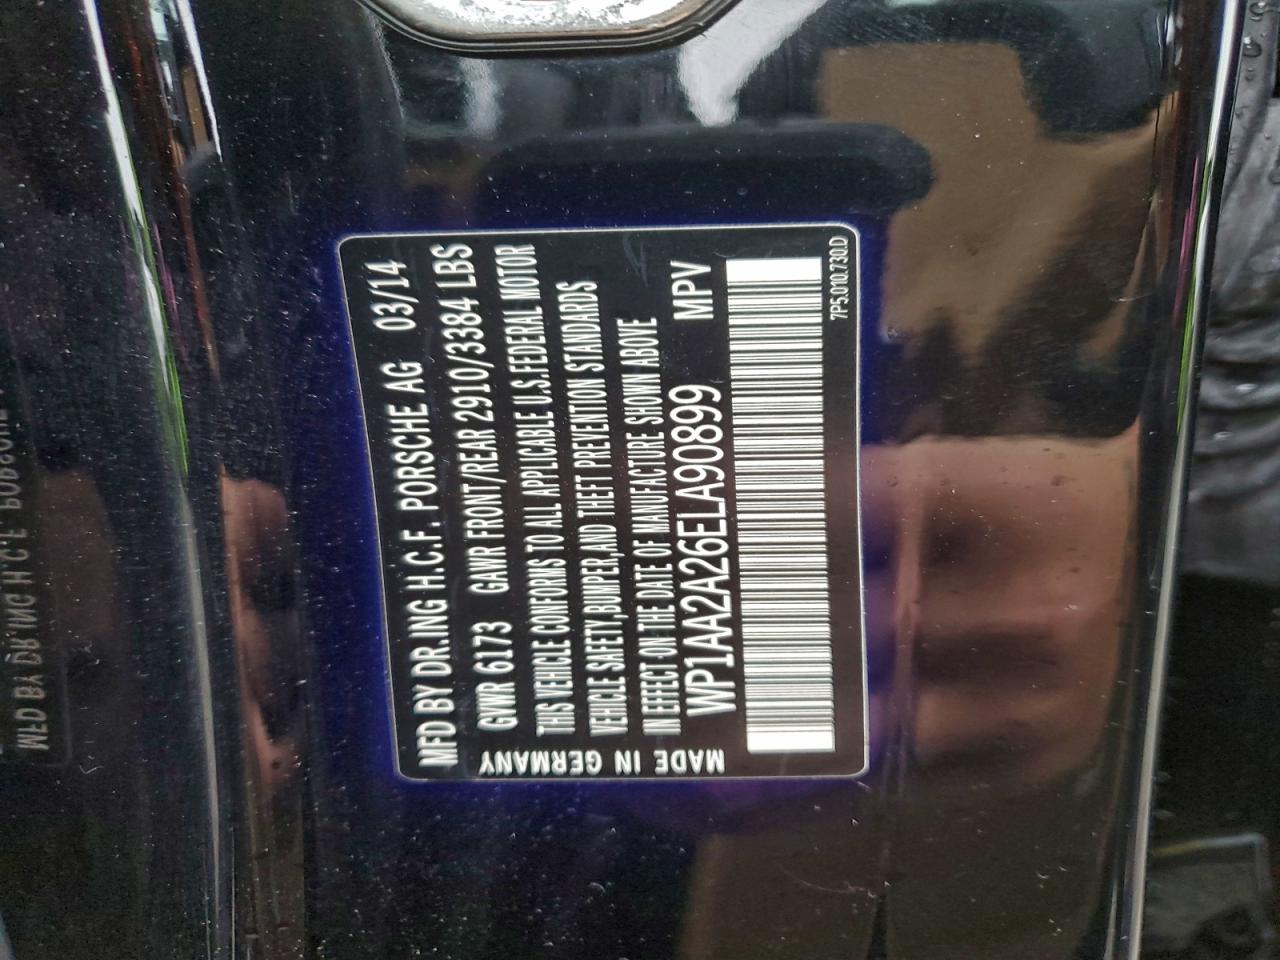 MFD BY DR.ING H.C.F. PORSCHE AG 03/14
GVWR 6173 GAWR FRONT/REAR 2910/3384 LBS
THIS VEHICLE CONFORMS TO ALL APPLICABLE U.S.FEDERAL MOTOR
VEHICLE SAFETY,BUMPER,AND THEFT PREVENTION STANDARDS
IN EFFECT ON THE DATE OF MANUFACTURE SHOWN ABOVE
WP1AA2A26ELA90899 MPV
7P5.010.730.D
MADE IN GERMANY